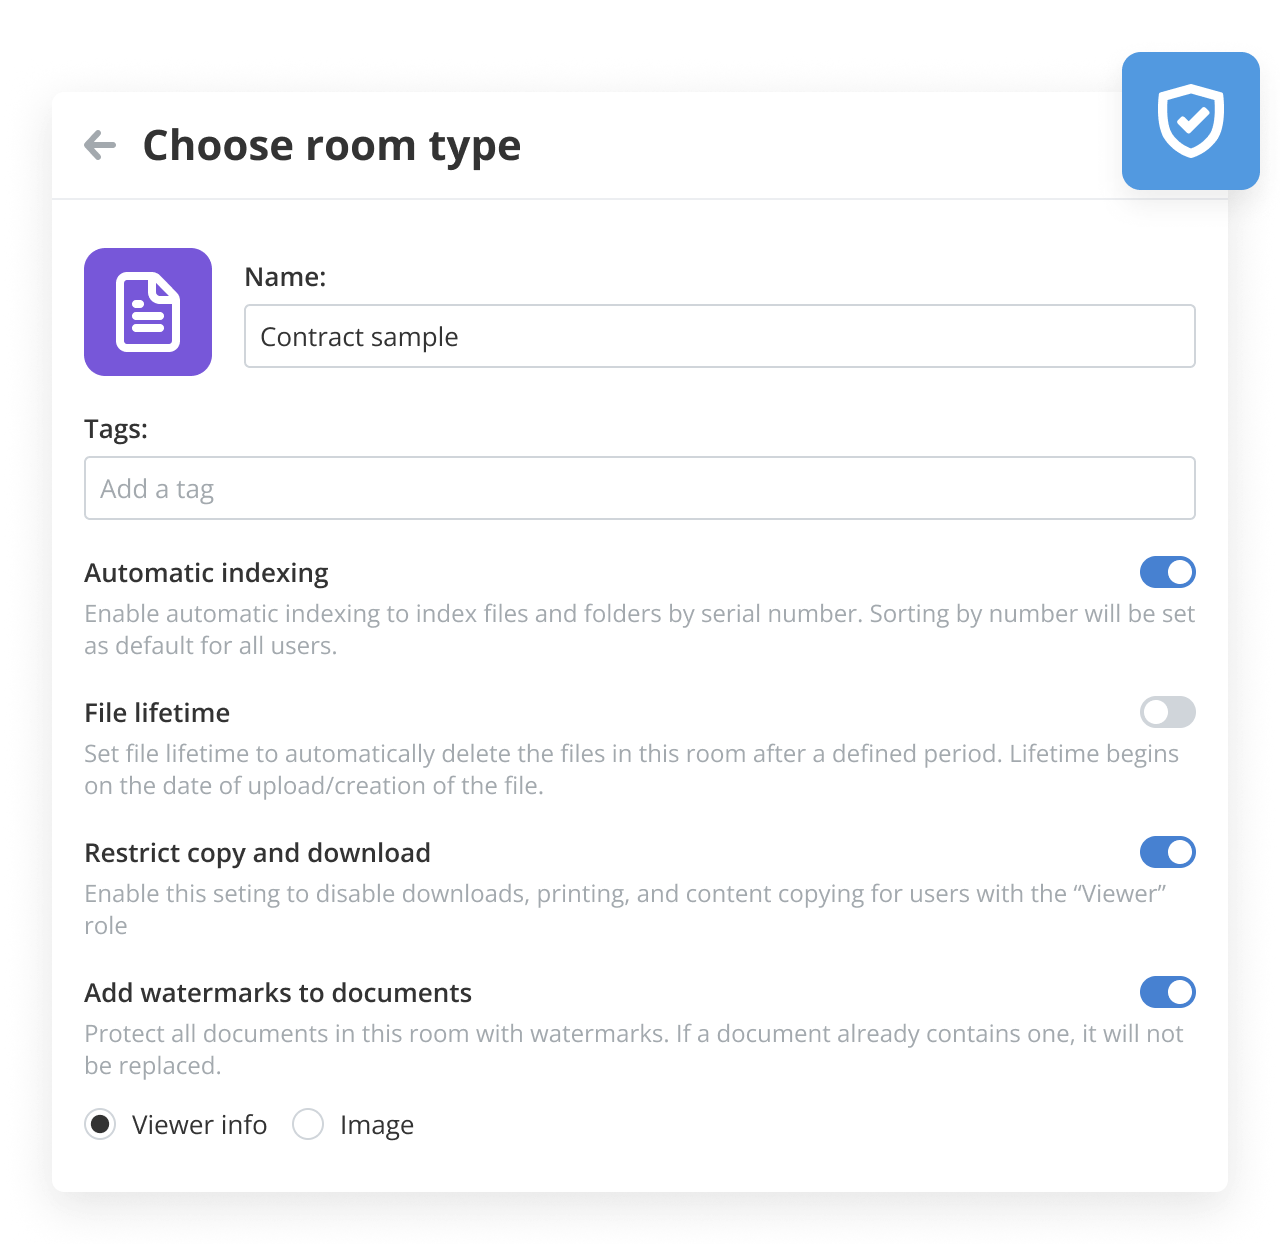 Choose room type
Name:
Contract sample
Tags:
Add a tag
Automatic indexing
Enable automatic indexing to index files and folders by serial number. Sorting by number will be set
as default for all users.
File lifetime
Set file lifetime to automatically delete the files in this room after a defined period. Lifetime begins
on the date of upload/creation of the file.
Restrict copy and download
Enable this seting to disable downloads, printing, and content copying for users with the “Viewer”
role
Add watermarks to documents
Protect all documents in this room with watermarks. If a document already contains one, it will not
be replaced.
Viewer info Image